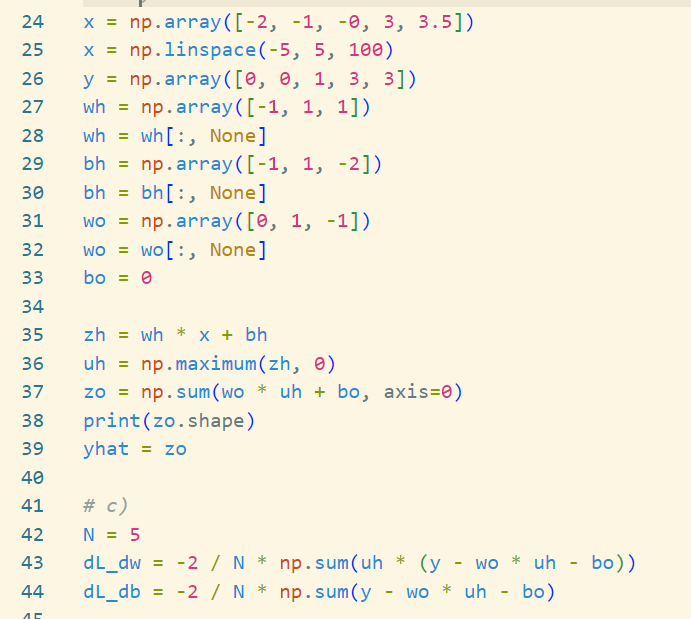 24 x = np.array([-2, -1, -0, 3, 3.5])
25 x = np.linspace(-5, 5, 100)
26 y = np.array([0, 0, 1, 3, 3])
27 wh = np.array([-1, 1, 1])
28 wh = wh[:, None]
29 bh = np.array([-1, 1, -2])
30 bh = bh[:, None]
31 wo = np.array([0, 1, -1])
32 wo = wo[:, None]
33 bo = 0
34
35 zh = wh * x + bh
36 uh = np.maximum(zh, 0)
37 zo = np.sum(wo * uh + bo, axis=0)
38 print(zo.shape)
39 yhat = zo
40
41 # c)
42 N = 5
43 dL_dw = -2 / N * np.sum(uh * (y - wo * uh - bo))
44 dL_db = -2 / N * np.sum(y - wo * uh - bo)